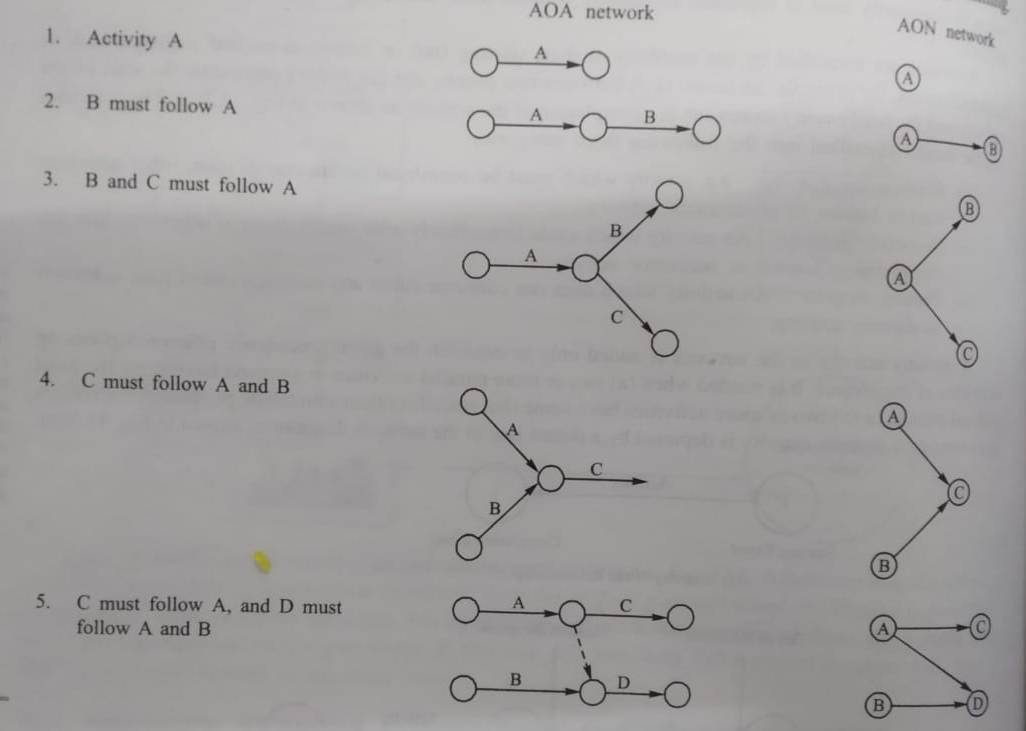 AOA network
AON network
1. Activity A
A
A
2. B must follow A
A B
A B
3. B and C must follow A
A
B
C
B
A
C
4. C must follow A and B
A
B
C
A
C
B
5. C must follow A, and D must
follow A and B
A C
B D
A C
B D